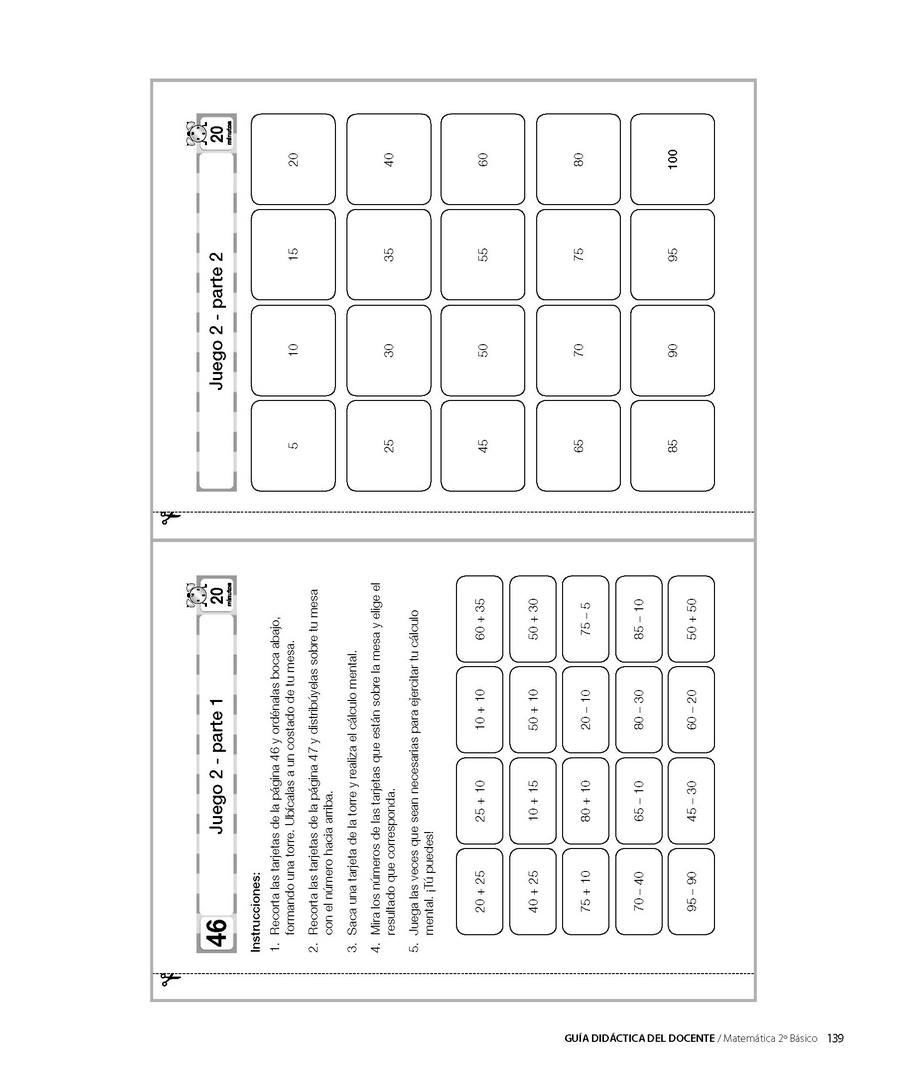 46
Juego 2 - parte 1
20
minutos
Instrucciones:
1. Recorta las tarjetas de la página 46 y ordénalas boca abajo,
formando una torre. Ubícalas a un costado de tu mesa.
2. Recorta las tarjetas de la página 47 y distribúyelas sobre tu mesa
con el número hacia arriba.
3. Saca una tarjeta de la torre y realiza el cálculo mental.
4. Mira los números de las tarjetas que están sobre la mesa y elige el
resultado que corresponda.
5. Juega las veces que sean necesarias para ejercitar tu cálculo
mental. ¡Tú puedes!
20 + 25 25 + 10 10 + 10 60 + 35
40 + 25 10 + 15 50 + 10 50 + 30
75 + 10 80 + 10 20 – 10 75 – 5
70 – 40 65 – 10 80 – 30 85 – 10
95 – 90 45 – 30 60 – 20 50 + 50
Juego 2 - parte 2
20
minutos
5 10 15 20
25 30 35 40
45 50 55 60
65 70 75 80
85 90 95 100
GUÍA DIDÁCTICA DEL DOCENTE / Matemática 2º Básico 139